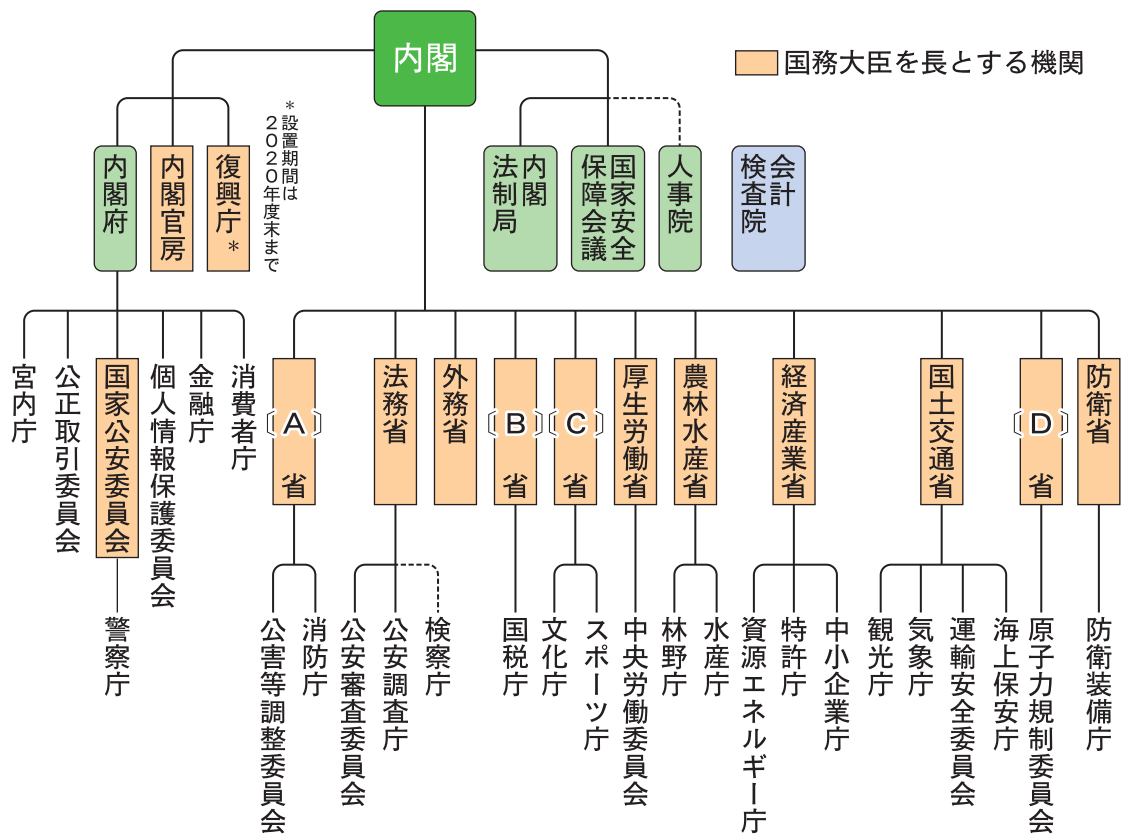 内閣
国務大臣を長とする機関
内閣府
内閣官房
復興庁＊
＊設置期間は
２０２０年度末まで
内閣
法制局
国家安全
保障会議
人事院
会計
検査院
宮内庁
公正取引委員会
国家公安委員会
個人情報保護委員会
金融庁
消費者庁
〔A〕省
法務省
外務省
〔B〕省
〔C〕省
厚生労働省
農林水産省
経済産業省
国土交通省
〔D〕省
防衛省
警察庁
公害等調整委員会
消防庁
公安審査委員会
公安調査庁
検察庁
国税庁
文化庁
スポーツ庁
中央労働委員会
林野庁
水産庁
資源エネルギー庁
特許庁
中小企業庁
観光庁
気象庁
運輸安全委員会
海上保安庁
原子力規制委員会
防衛装備庁